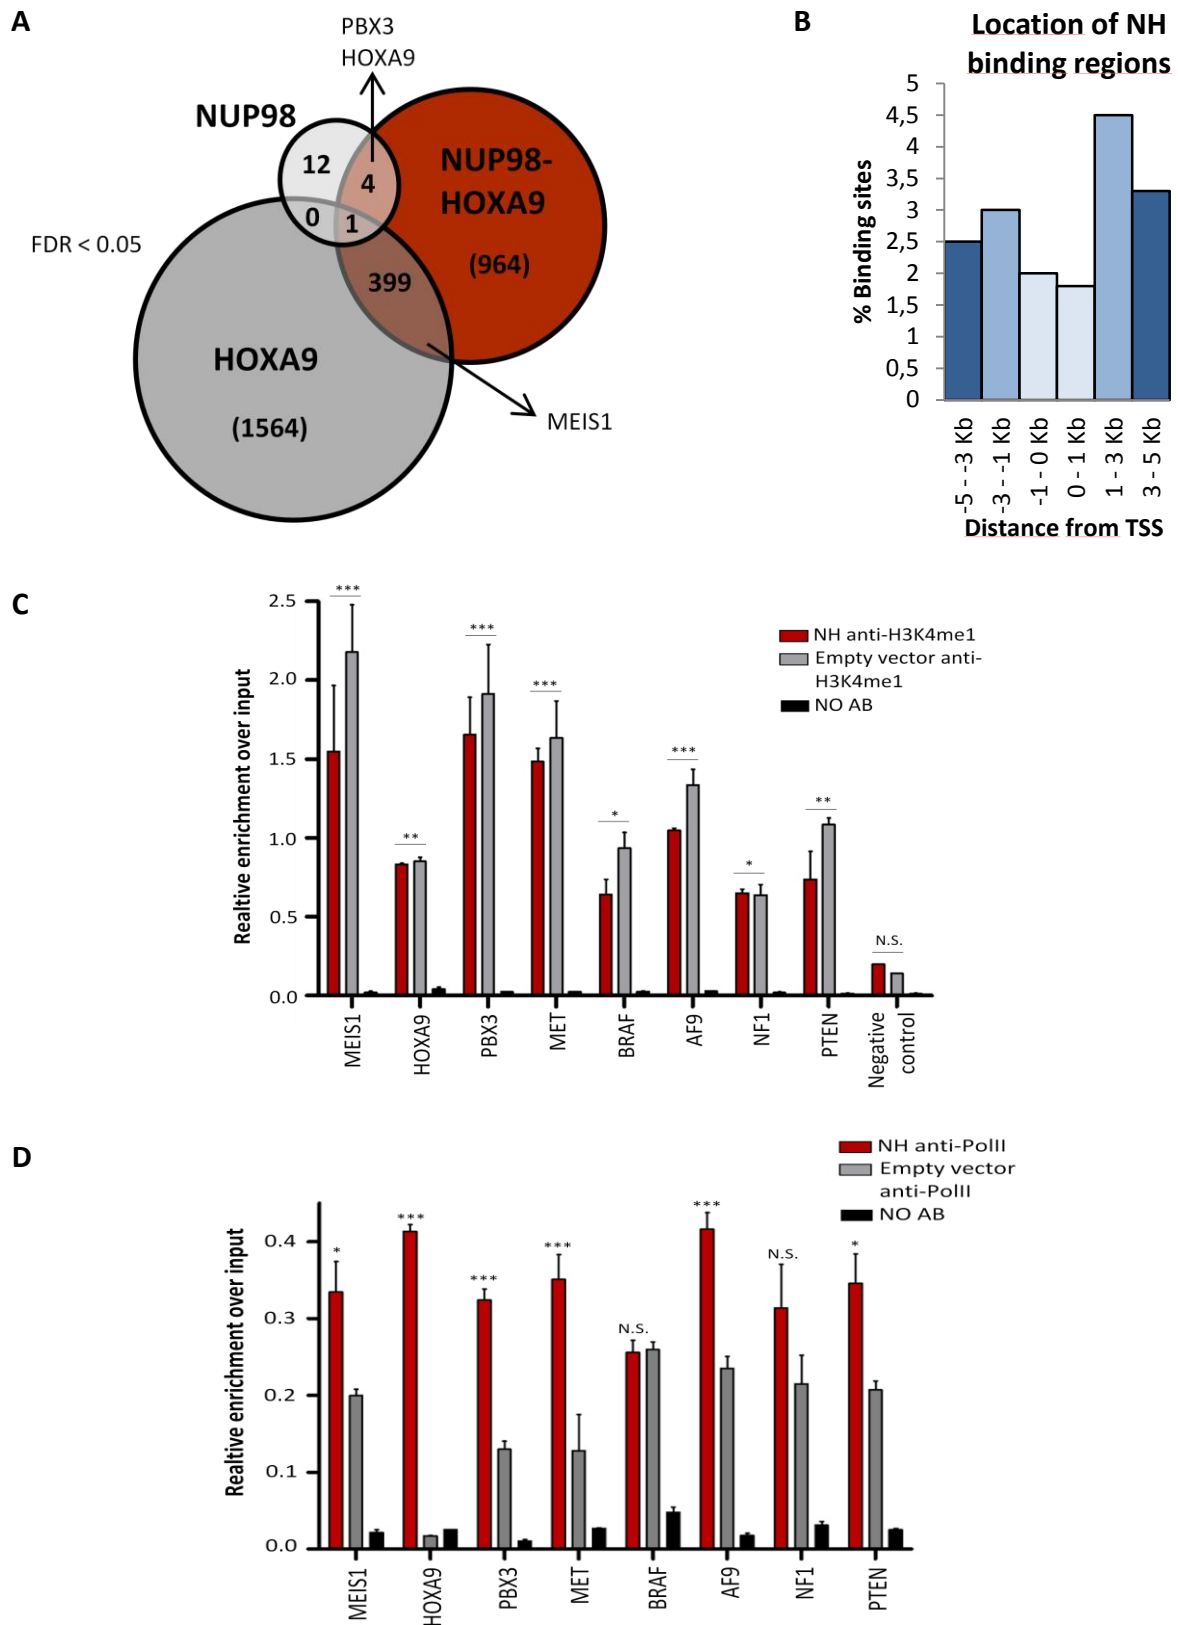 A
PBX3
HOXA9
NUP98
12
4
NUP98-
HOXA9
0
1
(964)
FDR < 0.05
399
HOXA9
(1564)
MEIS1
B
Location of NH
binding regions
% Binding sites
5
4,5
4
3,5
3
2,5
2
1,5
1
0,5
0
-5 - -3 Kb
-3 - -1 Kb
-1 - 0 Kb
0 - 1 Kb
1 - 3 Kb
3 - 5 Kb
Distance from TSS
C
Realtive enrichment over input
2.5
2.0
1.5
1.0
0.5
0.0
***
**
***
***
*
***
*
**
N.S.
NH anti-H3K4me1
Empty vector anti-
H3K4me1
NO AB
MEIS1
HOXA9
PBX3
MET
BRAF
AF9
NF1
PTEN
Negative
control
D
Realtive enrichment over input
0.4
0.3
0.2
0.1
0.0
*
***
***
***
N.S.
***
N.S.
*
NH anti-PolII
Empty vector
anti-PolII
NO AB
MEIS1
HOXA9
PBX3
MET
BRAF
AF9
NF1
PTEN